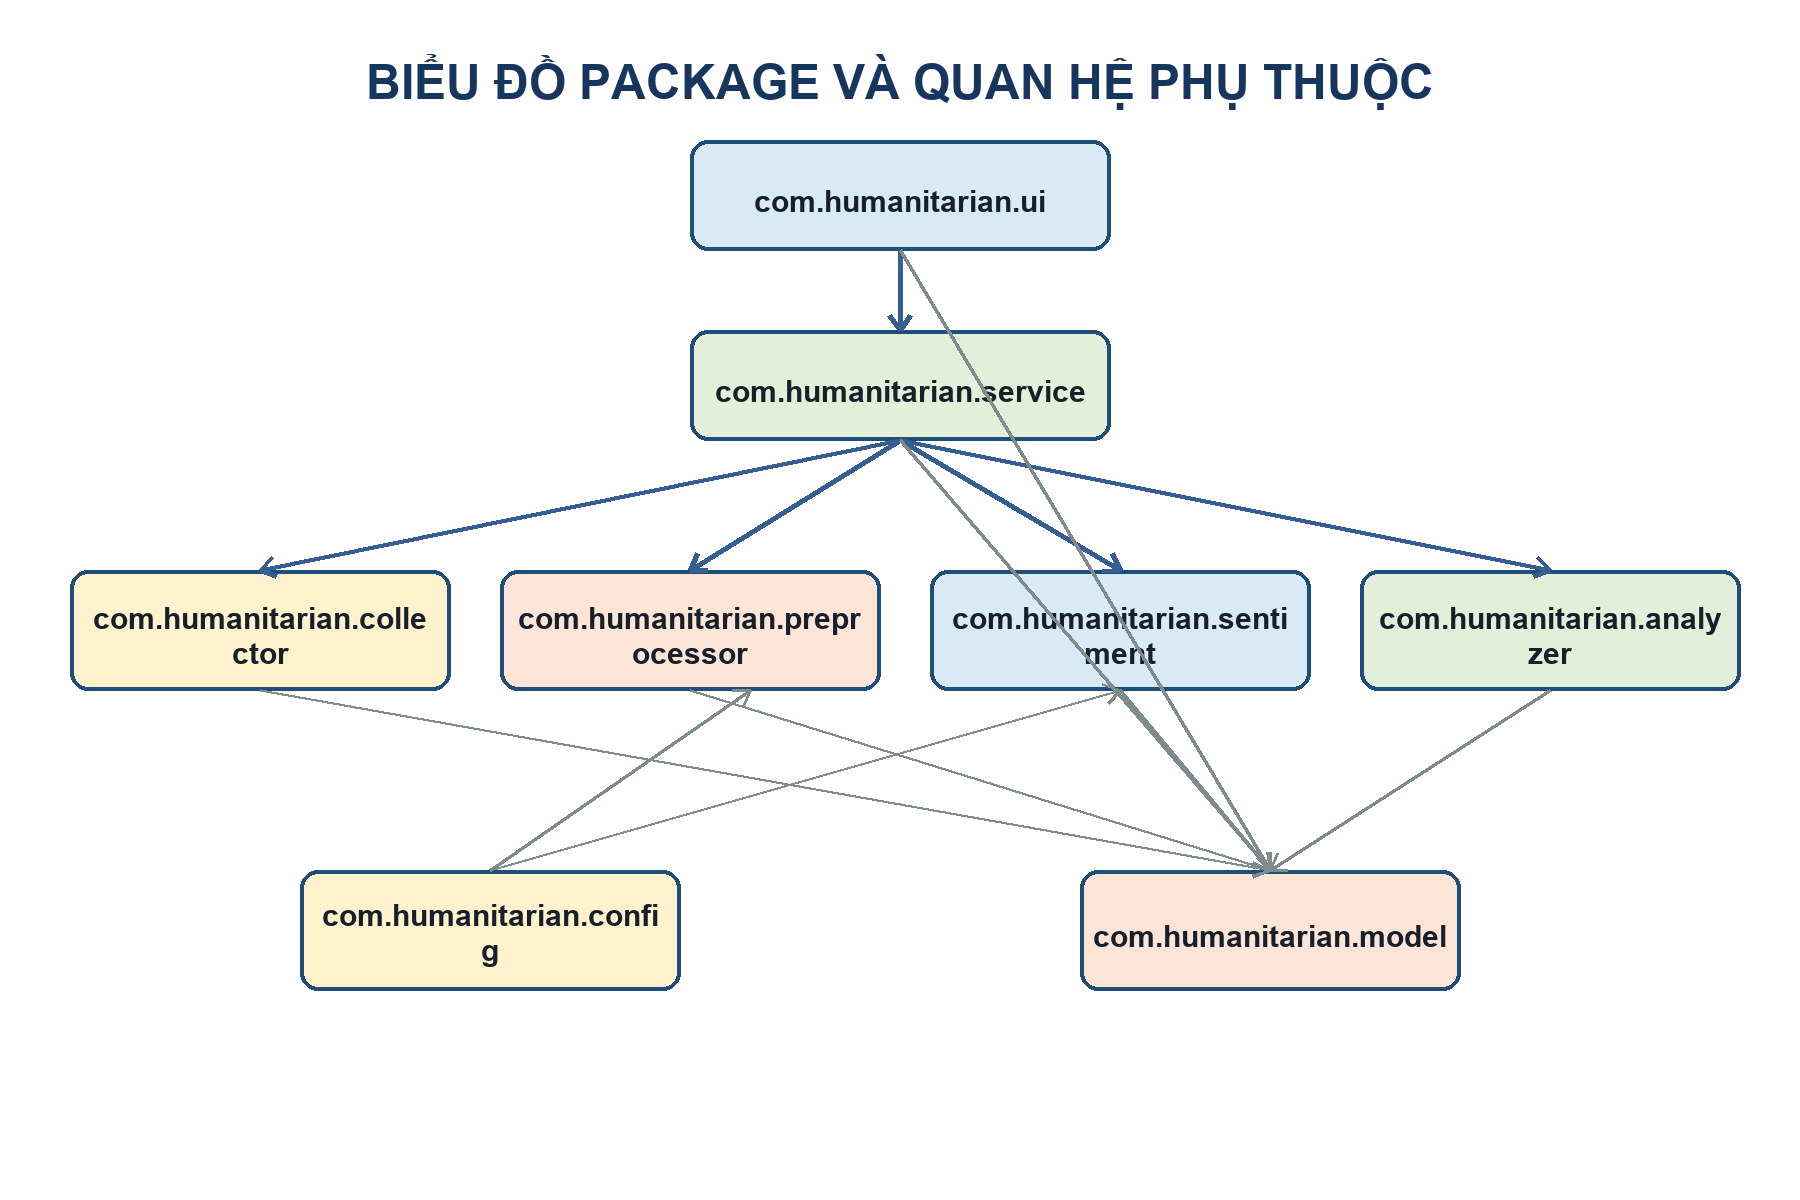 BIỂU ĐỒ PACKAGE VÀ QUAN HỆ PHỤ THUỘC
com.humanitarian.ui
com.humanitarian.service
com.humanitarian.colle
ctor
com.humanitarian.prepr
ocessor
com.humanitarian.senti
ment
com.humanitarian.analy
zer
com.humanitarian.confi
g
com.humanitarian.model